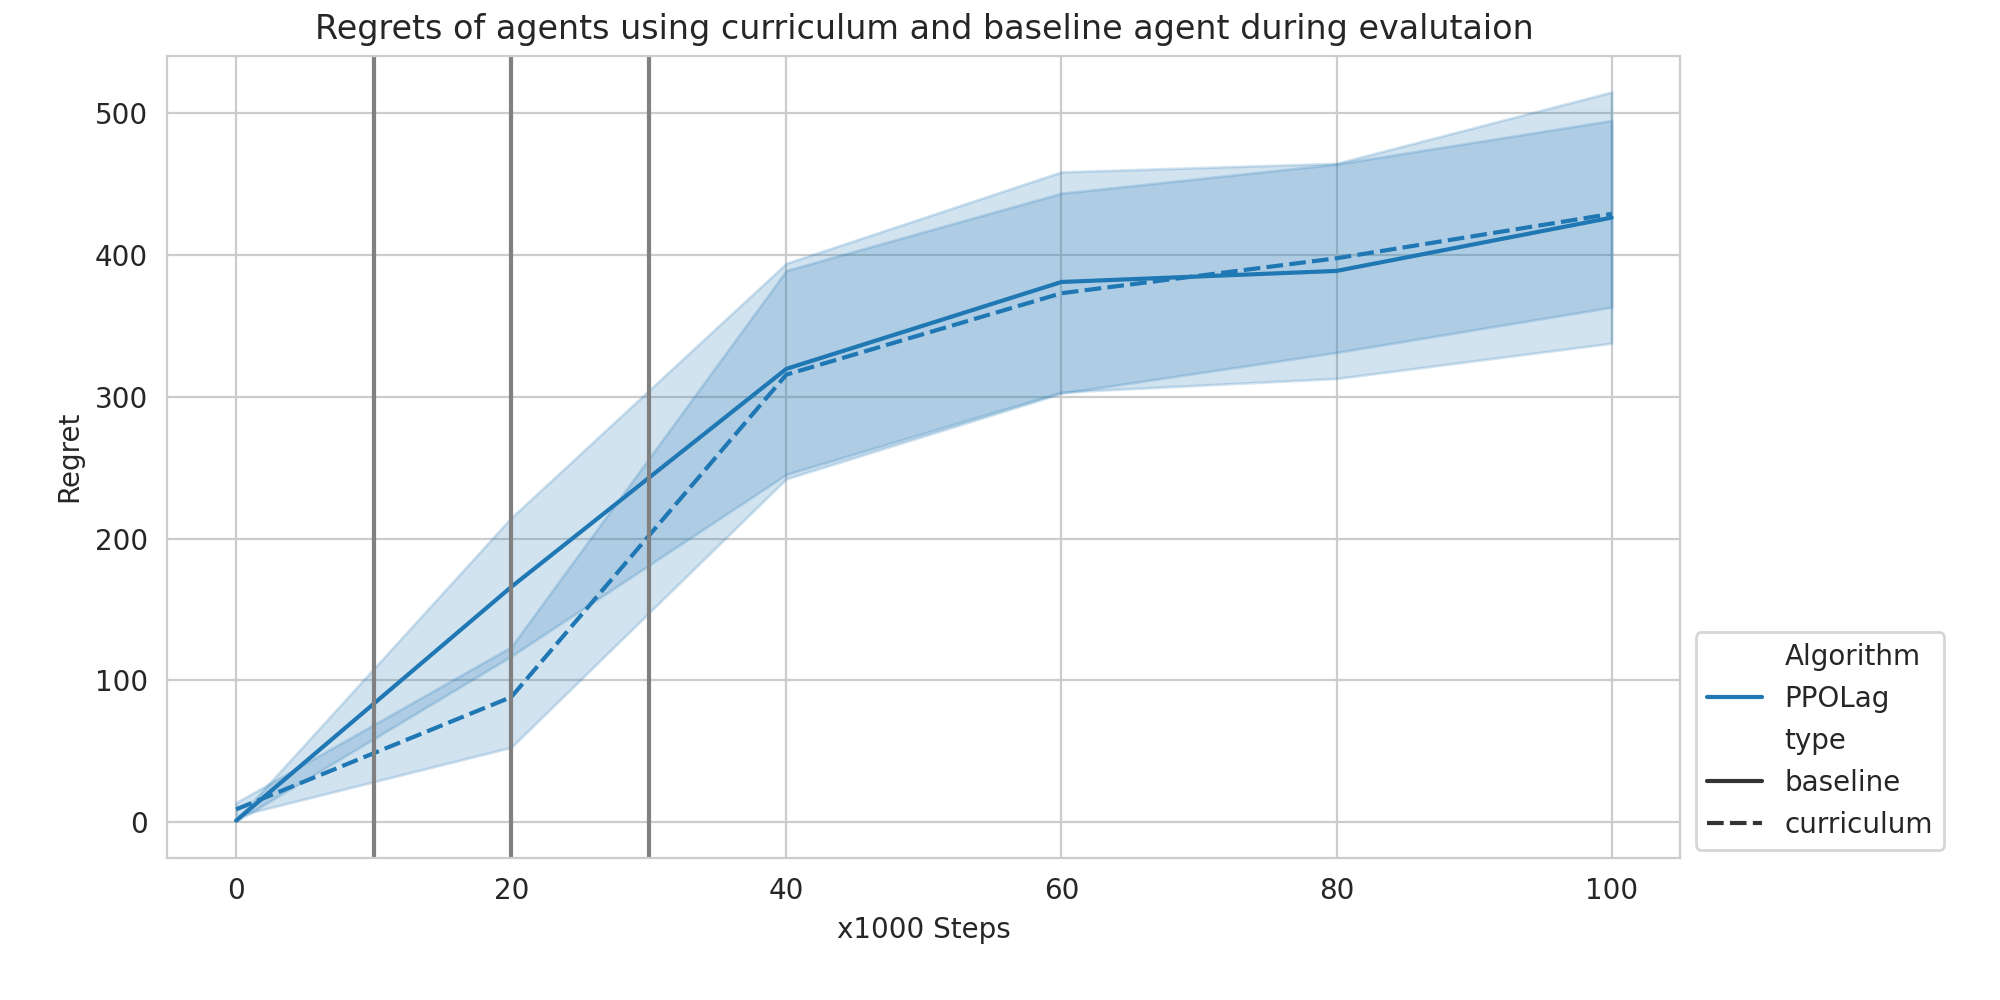 Regrets of agents using curriculum and baseline agent during evalutaion
500
400
300
200
100
0
Regret
0 20 40 60 80 100
x1000 Steps
Algorithm
PPOLag
type
baseline
curriculum